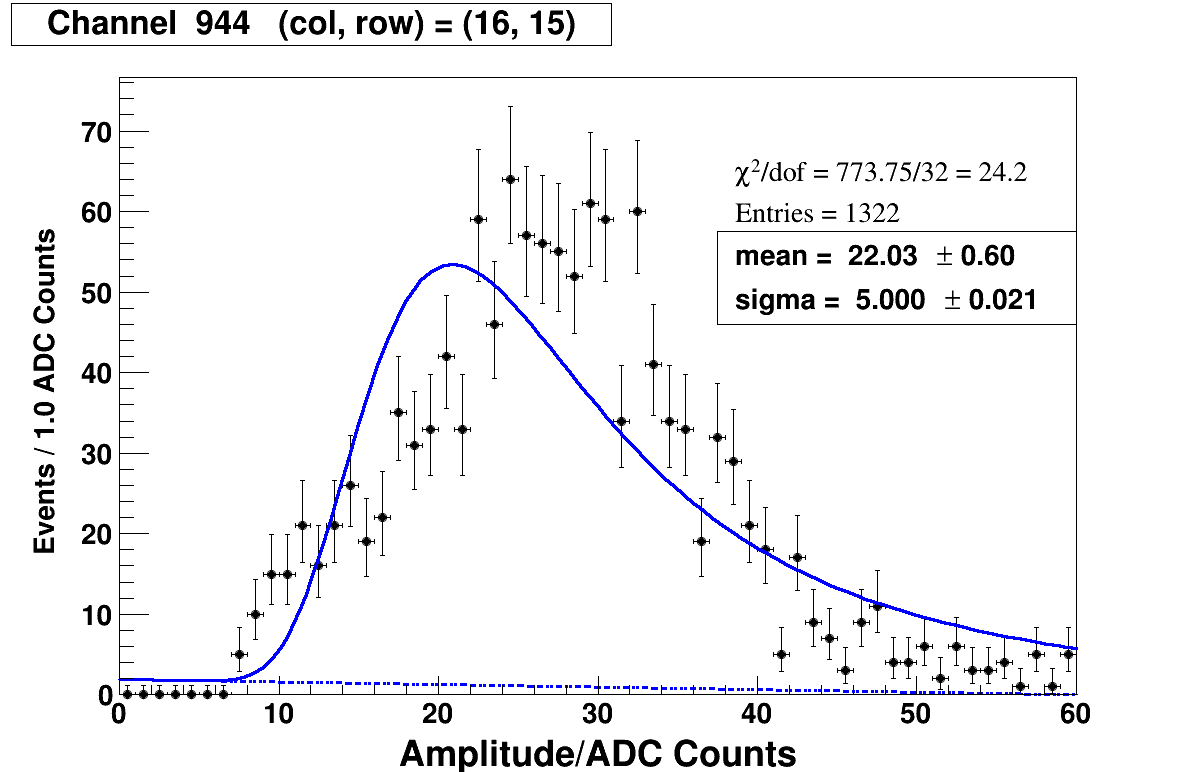 Channel 944 (col, row) = (16, 15)
χ²/dof = 773.75/32 = 24.2
Entries = 1322
mean = 22.03 ± 0.60
sigma = 5.000 ± 0.021
Events / 1.0 ADC Counts
70
60
50
40
30
20
10
0
0 10 20 30 40 50 60
Amplitude/ADC Counts